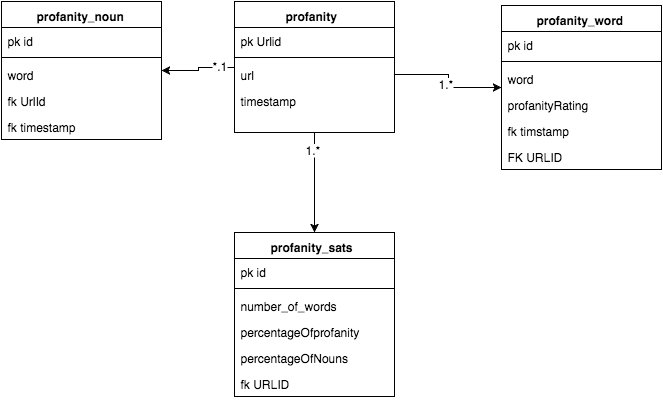 profanity_noun
pk id
word
fk UrlId
fk timestamp
*.1
profanity
pk Urlid
url
timestamp
1.*
profanity_word
pk id
word
profanityRating
fk timstamp
FK URLID
1.*
profanity_sats
pk id
number_of_words
percentageOfprofanity
percentageOfNouns
fk URLID